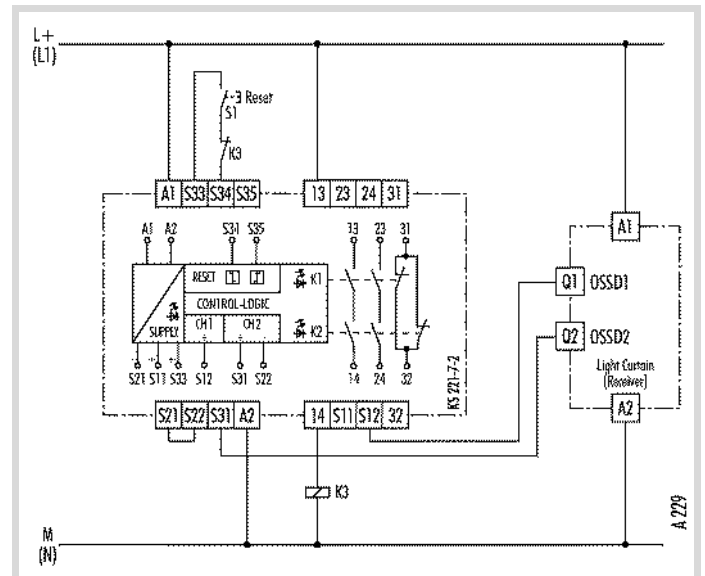 L+
(L1)
Reset
S1
K3
A1 S33 S34 S35
13 23 24 31
A1 A2 S34 S35 13 23 31
A1
RESET
K1
Q1 OSSD1
CONTROL-LOGIC
SUPPLY
CH1 CH2
K2
Q2 OSSD2
S21 S11 S33 S12 S31 S22 14 24 32
KS 221-7-2
Light Curtain
(Receiver)
A2
S21 S22 S31 A2
14 S11 S12 32
K3
A 229
M
(N)